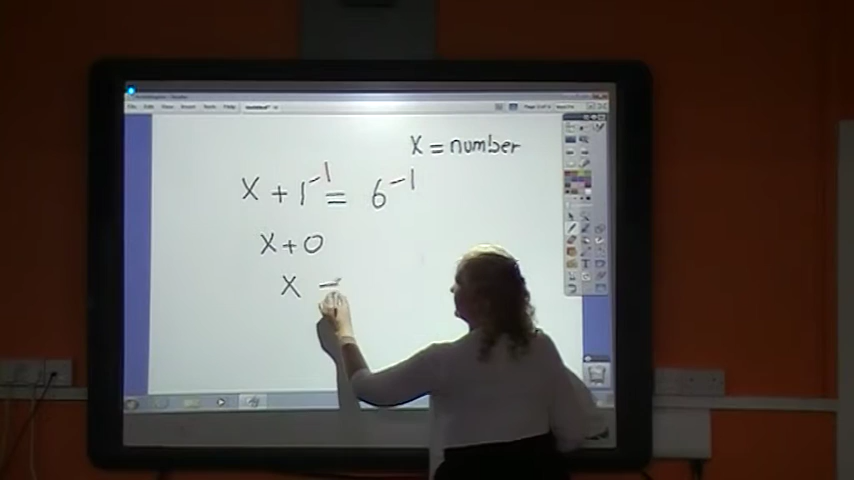 X = number
X + 1⁻¹ = 6⁻¹
X + 0
X =